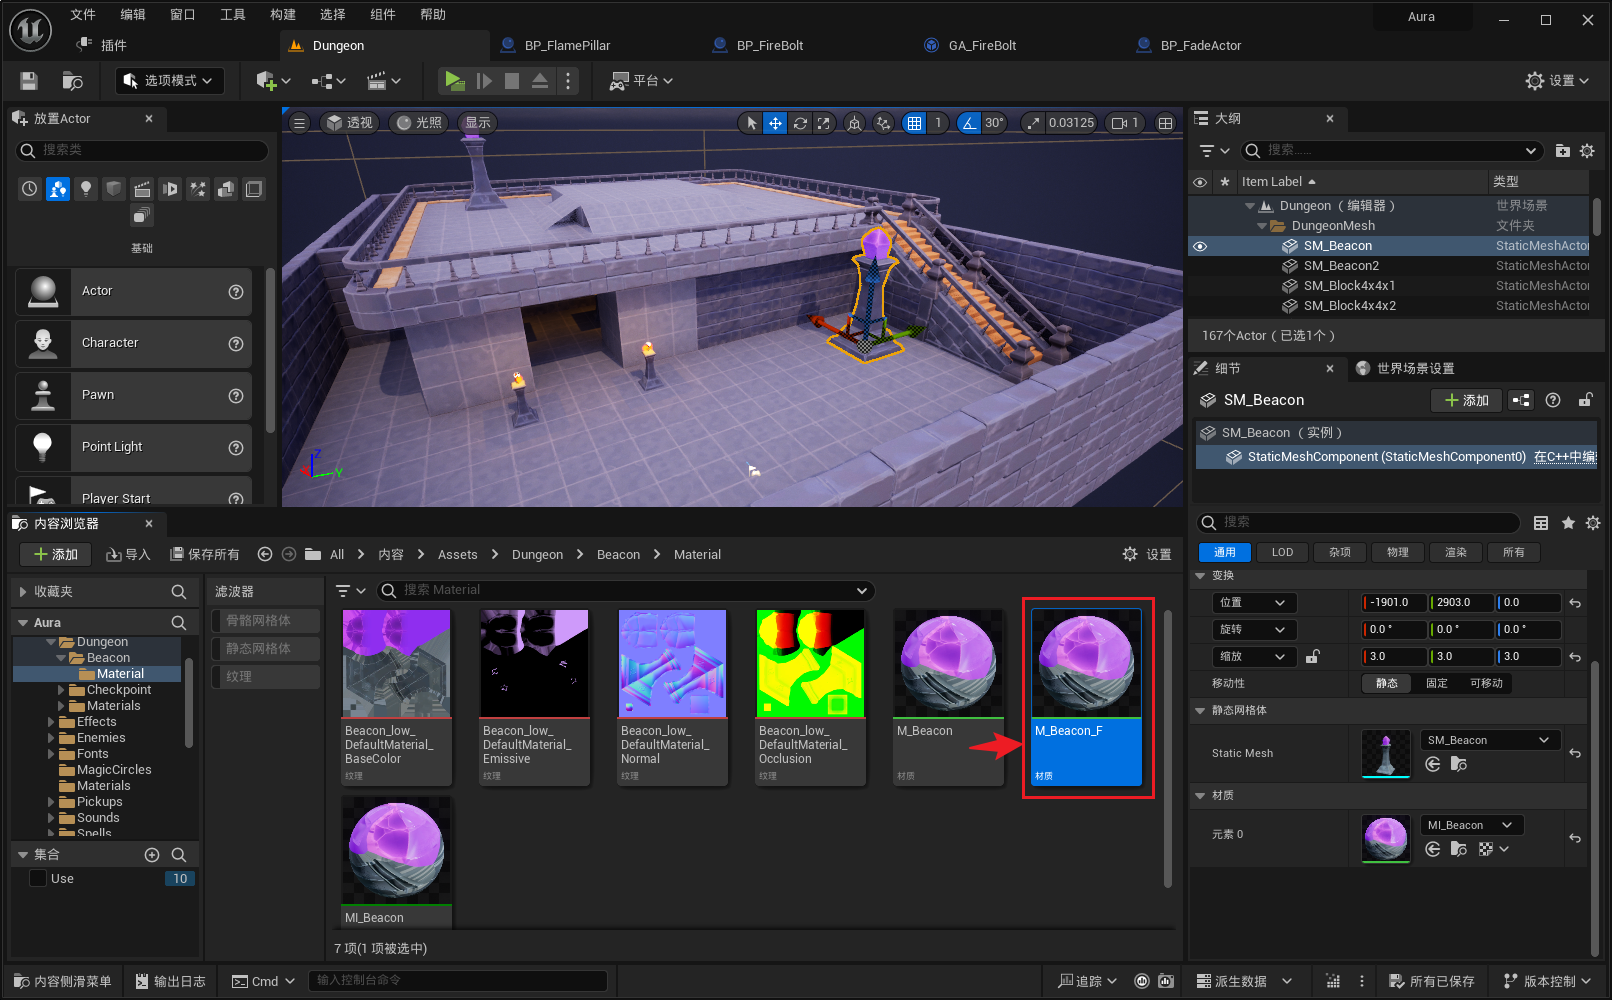 文件 编辑 窗口 工具 构建 选择 组件 帮助
Aura
插件
Dungeon
BP_FlamePillar
BP_FireBolt
GA_FireBolt
BP_FadeActor
选项模式
平台
设置
放置Actor
搜索类
基础
Actor
Character
Pawn
Point Light
Player Start
透视
光照
显示
1
30°
0.03125
1
Z
Y
大纲
搜索......
Item Label
类型
Dungeon（编辑器）
世界场景
DungeonMesh
文件夹
SM_Beacon
StaticMeshActor
SM_Beacon2
StaticMeshActor
SM_Block4x4x1
StaticMeshActor
SM_Block4x4x2
StaticMeshActor
167个Actor（已选1个）
细节
世界场景设置
SM_Beacon
添加
SM_Beacon（实例）
StaticMeshComponent (StaticMeshComponent0)
在C++中编辑
搜索
通用 LOD 杂项 物理 渲染 所有
变换
位置 -1901.0 2903.0 0.0
旋转 0.0° 0.0° 0.0°
缩放 3.0 3.0 3.0
移动性 静态 固定 可移动
静态网格体
Static Mesh
SM_Beacon
材质
元素 0
MI_Beacon
内容浏览器
添加
导入
保存所有
All
内容
Assets
Dungeon
Beacon
Material
设置
收藏夹
Aura
Dungeon
Beacon
Material
Checkpoint
Materials
Effects
Enemies
Fonts
MagicCircles
Materials
Pickups
Sounds
Spells
集合
Use
10
滤波器
骨骼网格体
静态网格体
纹理
搜索 Material
Beacon_low_
DefaultMaterial_
BaseColor
纹理
Beacon_low_
DefaultMaterial_
Emissive
纹理
Beacon_low_
DefaultMaterial_
Normal
纹理
Beacon_low_
DefaultMaterial_
Occlusion
纹理
M_Beacon
材质
M_Beacon_F
材质
MI_Beacon
7 项(1 项被选中)
内容侧滑菜单
输出日志
Cmd
输入控制台命令
追踪
派生数据
所有已保存
版本控制